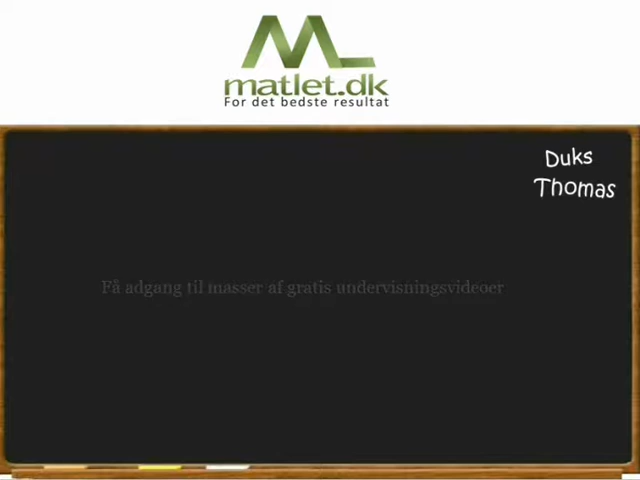 matlet.dk
For det bedste resultat
Duks
Thomas
Få adgang til masser af gratis undervisningsvideoer